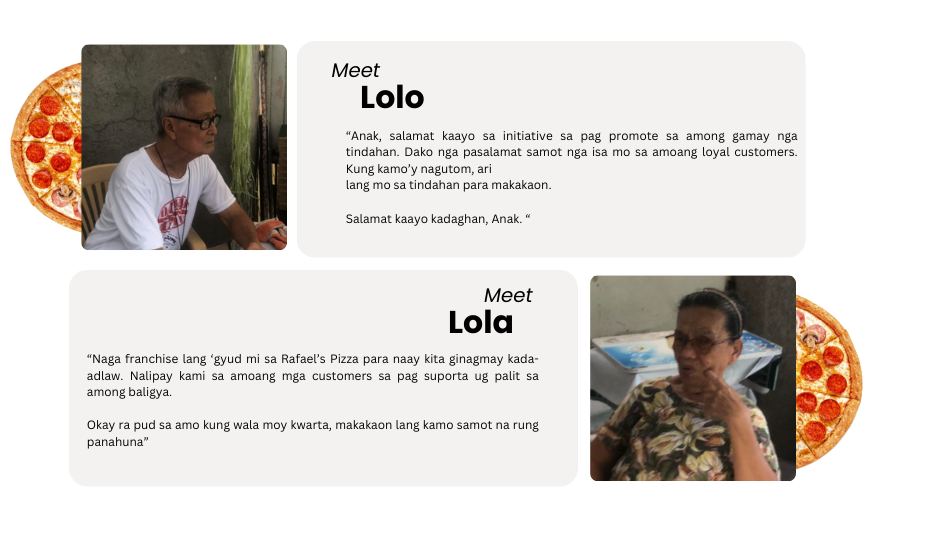 Meet
Lolo
“Anak, salamat kaayo sa initiative sa pag promote sa among gamay nga
tindahan. Dako nga pasalamat samot nga isa mo sa amoang loyal customers.
Kung kamo’y nagutom, ari
lang mo sa tindahan para makakaon.
Salamat kaayo kadaghan, Anak. “
Meet
Lola
“Naga franchise lang ‘gyud mi sa Rafael’s Pizza para naay kita ginagmay kada-
adlaw. Nalipay kami sa amoang mga customers sa pag suporta ug palit sa
among baligya.
Okay ra pud sa amo kung wala moy kwarta, makakaon lang kamo samot na rung
panahuna”